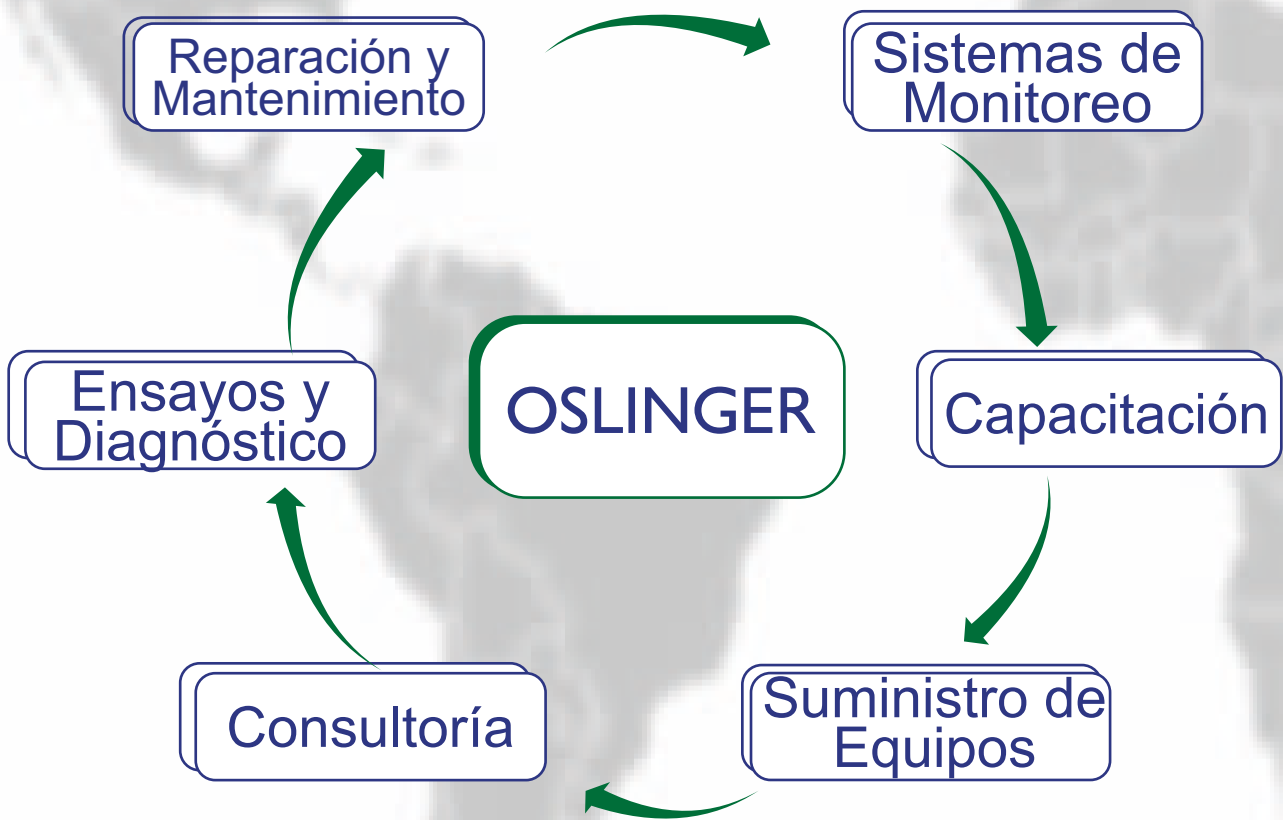 Reparación y
Mantenimiento
Sistemas de
Monitoreo
Ensayos y
Diagnóstico
OSLINGER
Capacitación
Consultoría
Suministro de
Equipos